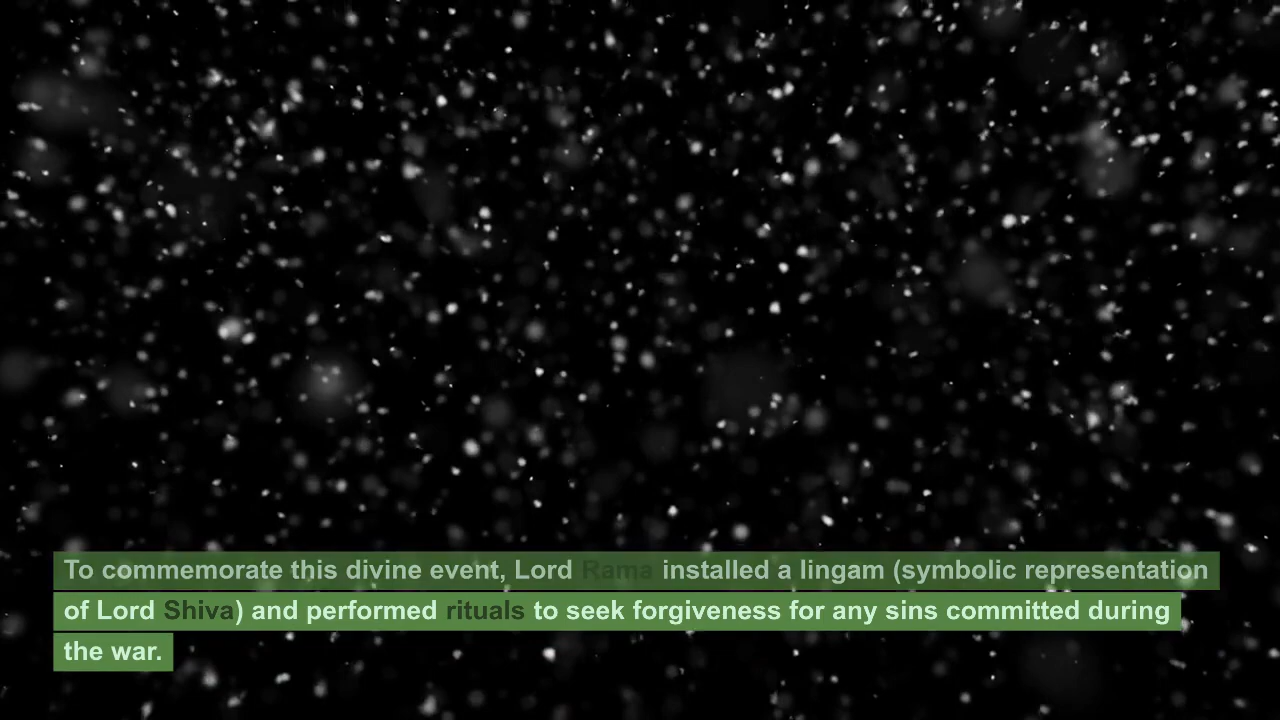 To commemorate this divine event, Lord Rama installed a lingam (symbolic representation
of Lord Shiva) and performed rituals to seek forgiveness for any sins committed during
the war.